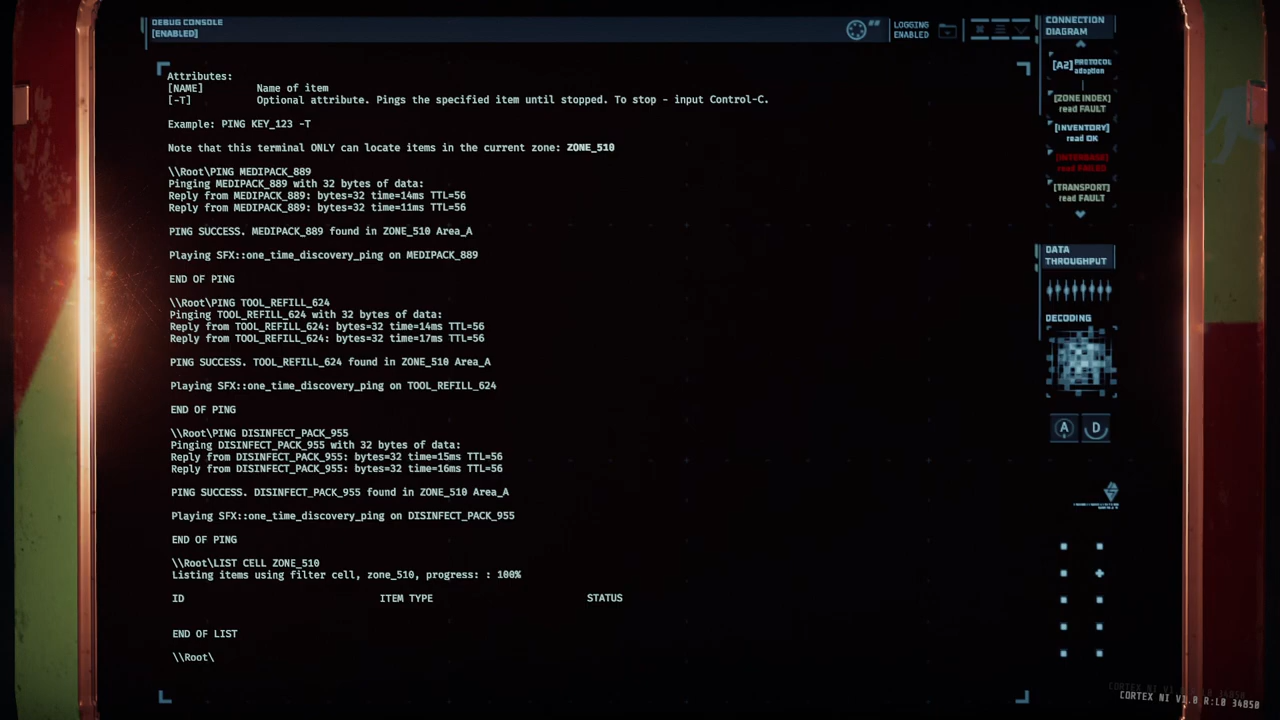 DEBUG CONSOLE
[ENABLED]
LOGGING
ENABLED
Attributes:
[NAME] Name of item
[-T] Optional attribute. Pings the specified item until stopped. To stop - input Control-C.
Example: PING KEY_123 -T
Note that this terminal ONLY can locate items in the current zone: ZONE_510
\\Root\PING MEDIPACK_889
Pinging MEDIPACK_889 with 32 bytes of data:
Reply from MEDIPACK_889: bytes=32 time=14ms TTL=56
Reply from MEDIPACK_889: bytes=32 time=11ms TTL=56
PING SUCCESS. MEDIPACK_889 found in ZONE_510 Area_A
Playing SFX::one_time_discovery_ping on MEDIPACK_889
END OF PING
\\Root\PING TOOL_REFILL_624
Pinging TOOL_REFILL_624 with 32 bytes of data:
Reply from TOOL_REFILL_624: bytes=32 time=14ms TTL=56
Reply from TOOL_REFILL_624: bytes=32 time=17ms TTL=56
PING SUCCESS. TOOL_REFILL_624 found in ZONE_510 Area_A
Playing SFX::one_time_discovery_ping on TOOL_REFILL_624
END OF PING
\\Root\PING DISINFECT_PACK_955
Pinging DISINFECT_PACK_955 with 32 bytes of data:
Reply from DISINFECT_PACK_955: bytes=32 time=15ms TTL=56
Reply from DISINFECT_PACK_955: bytes=32 time=16ms TTL=56
PING SUCCESS. DISINFECT_PACK_955 found in ZONE_510 Area_A
Playing SFX::one_time_discovery_ping on DISINFECT_PACK_955
END OF PING
\\Root\LIST CELL ZONE_510
Listing items using filter cell, zone_510, progress: : 100%
ID ITEM TYPE STATUS
END OF LIST
\\Root\
CONNECTION
DIAGRAM
[A2] PROTOCOL
adoption
[ZONE INDEX]
read FAULT
[INVENTORY]
read OK
read FAILED
[TRANSPORT]
read FAULT
DATA
THROUGHPUT
DECODING
A D
CORTEX NI V1.0 R:L0 34850